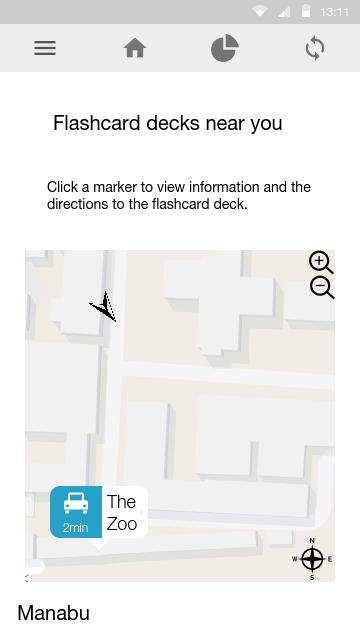 13:11
Flashcard decks near you
Click a marker to view information and the
directions to the flashcard deck.
The
2min
Zoo
N
W E
S
Manabu